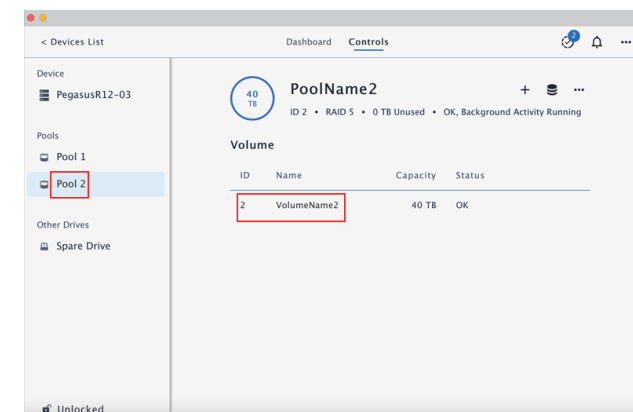 < Devices List
Dashboard Controls
2
Device
PegasusR12-03
Pools
Pool 1
Pool 2
Other Drives
Spare Drive
Unlocked
40
TB
PoolName2
ID 2 • RAID 5 • 0 TB Unused • OK, Background Activity Running
Volume
ID Name Capacity Status
2 VolumeName2 40 TB OK